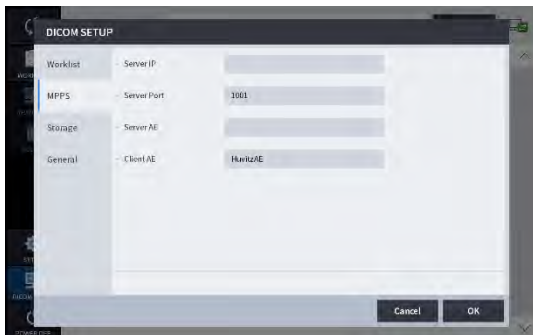 DICOM SETUP
Worklist
- Server IP
MPPS
- Server Port
1001
Storage
- Server AE
General
- Client AE
HuvitzAE
Cancel
OK